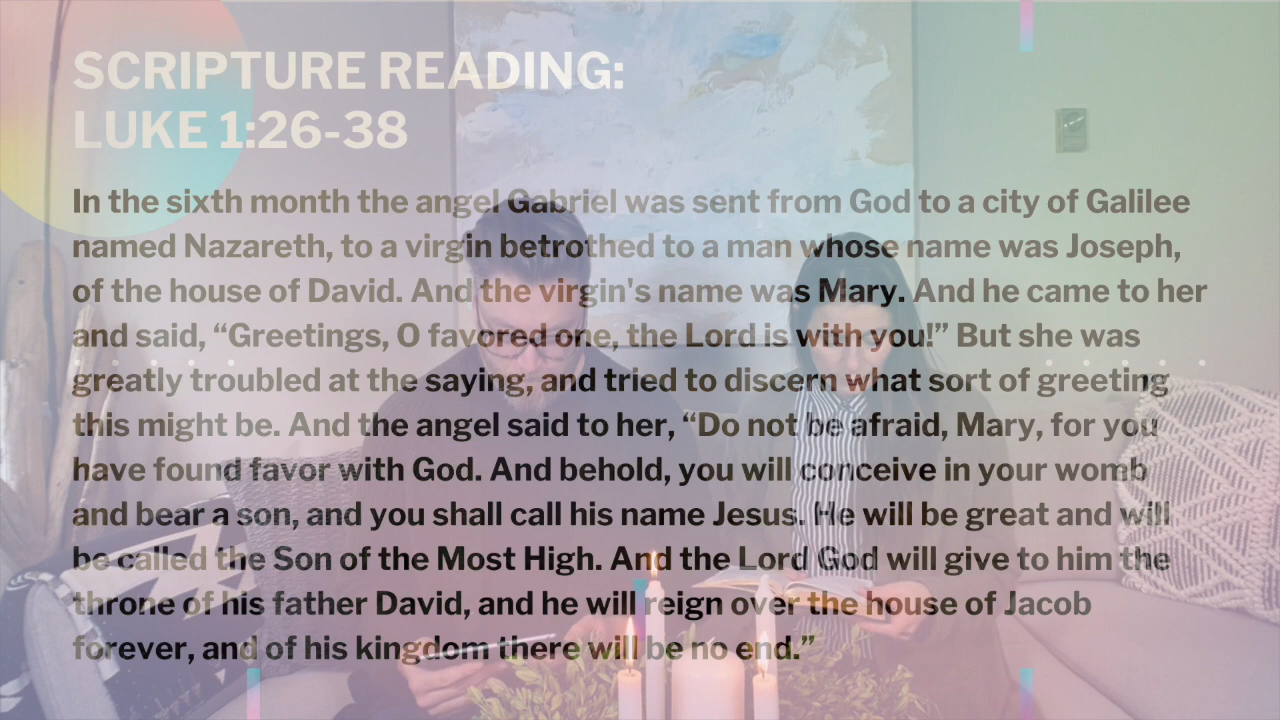 SCRIPTURE READING:
LUKE 1:26-38
In the sixth month the angel Gabriel was sent from God to a city of Galilee
named Nazareth, to a virgin betrothed to a man whose name was Joseph,
of the house of David. And the virgin's name was Mary. And he came to her
and said, “Greetings, O favored one, the Lord is with you!” But she was
greatly troubled at the saying, and tried to discern what sort of greeting
this might be. And the angel said to her, “Do not be afraid, Mary, for you
have found favor with God. And behold, you will conceive in your womb
and bear a son, and you shall call his name Jesus. He will be great and will
be called the Son of the Most High. And the Lord God will give to him the
throne of his father David, and he will reign over the house of Jacob
forever, and of his kingdom there will be no end.”